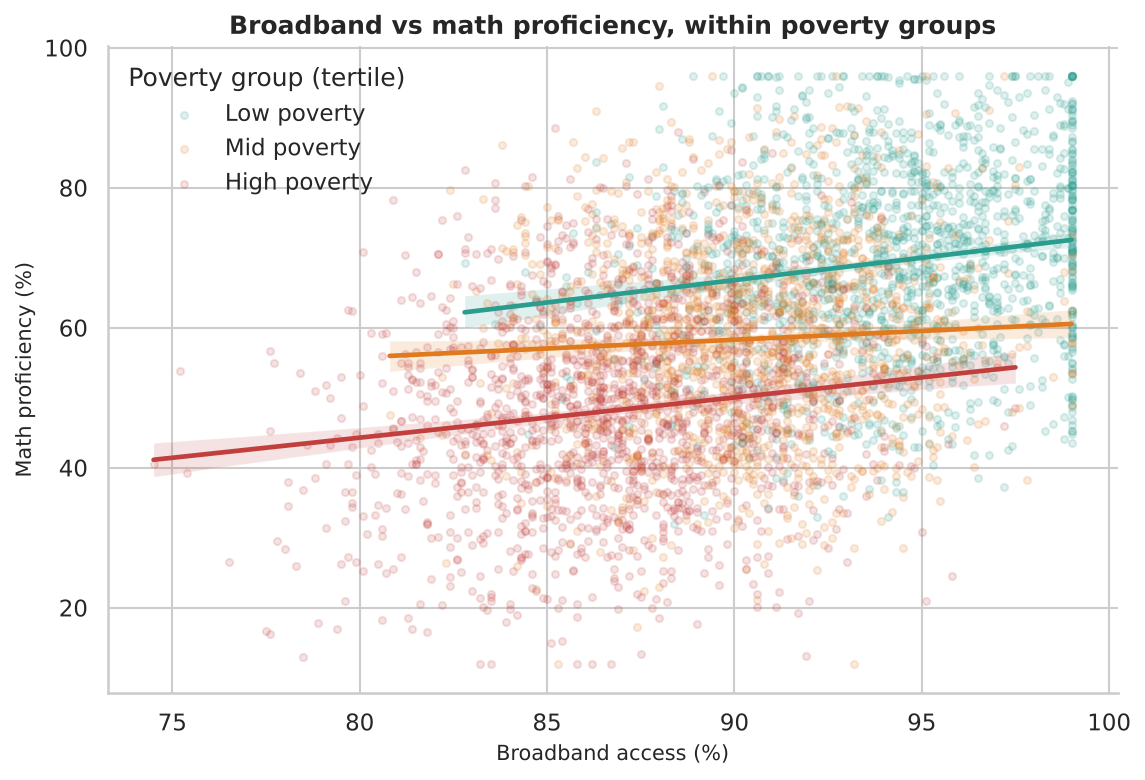 Broadband vs math proficiency, within poverty groups
100
80
60
40
20
Math proficiency (%)
Poverty group (tertile)
Low poverty
Mid poverty
High poverty
75 80 85 90 95 100
Broadband access (%)